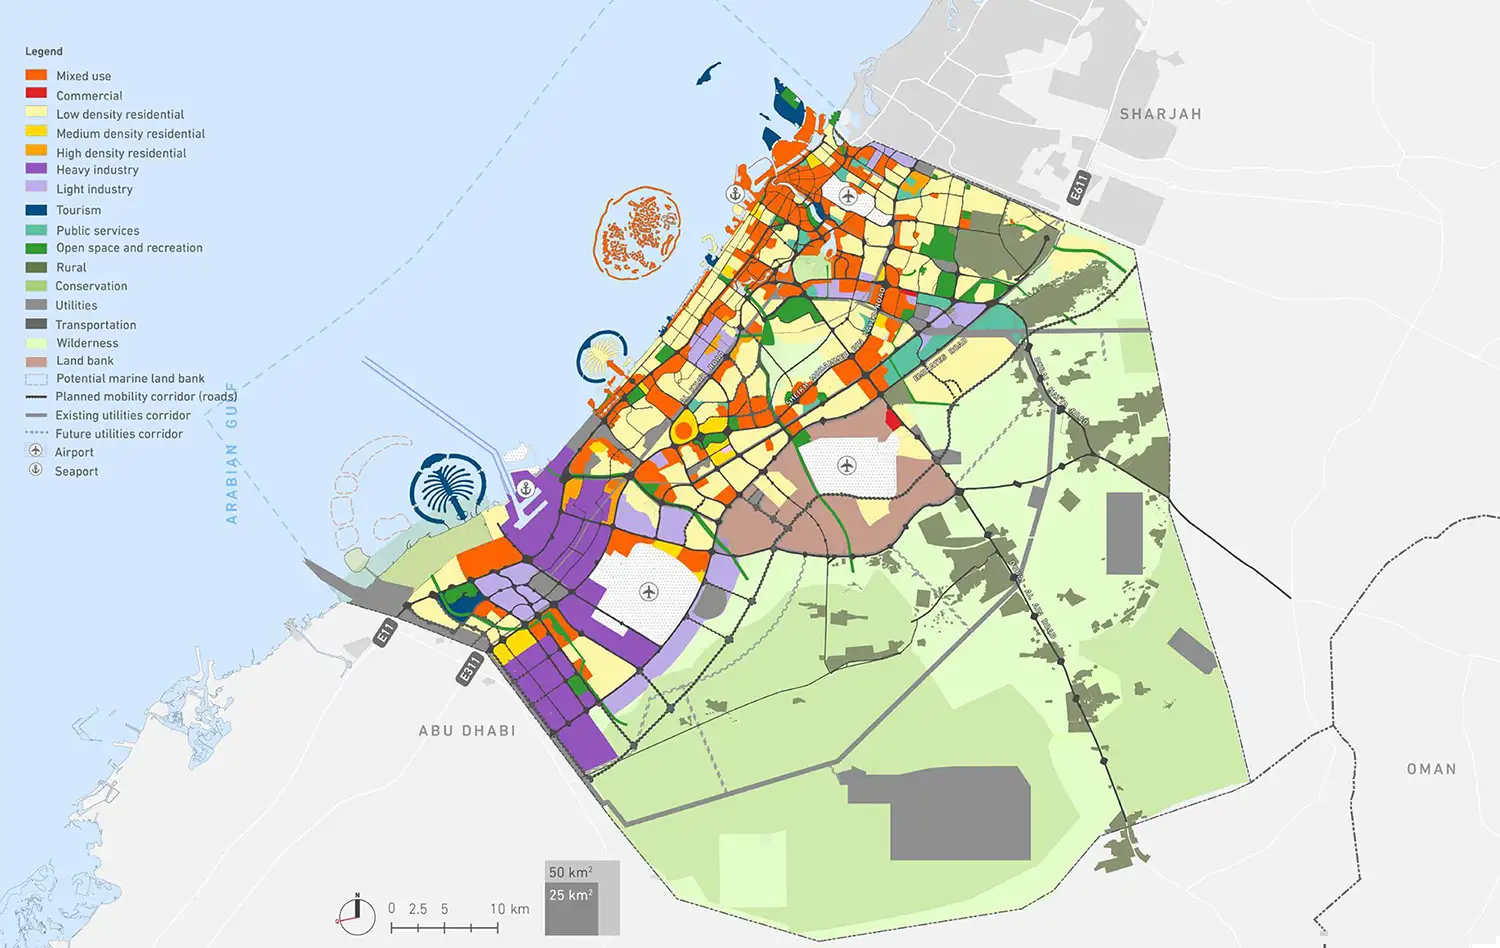 Legend
Mixed use
Commercial
Low density residential
Medium density residential
High density residential
Heavy industry
Light industry
Tourism
Public services
Open space and recreation
Rural
Conservation
Utilities
Transportation
Wilderness
Land bank
Potential marine land bank
Planned mobility corridor (roads)
Existing utilities corridor
Future utilities corridor
Airport
Seaport
ARABIAN GULF
SHARJAH
E611
EMIRATES ROAD
E11
E311
ABU DHABI
OMAN
N
0 2.5 5 10 km
50 km²
25 km²